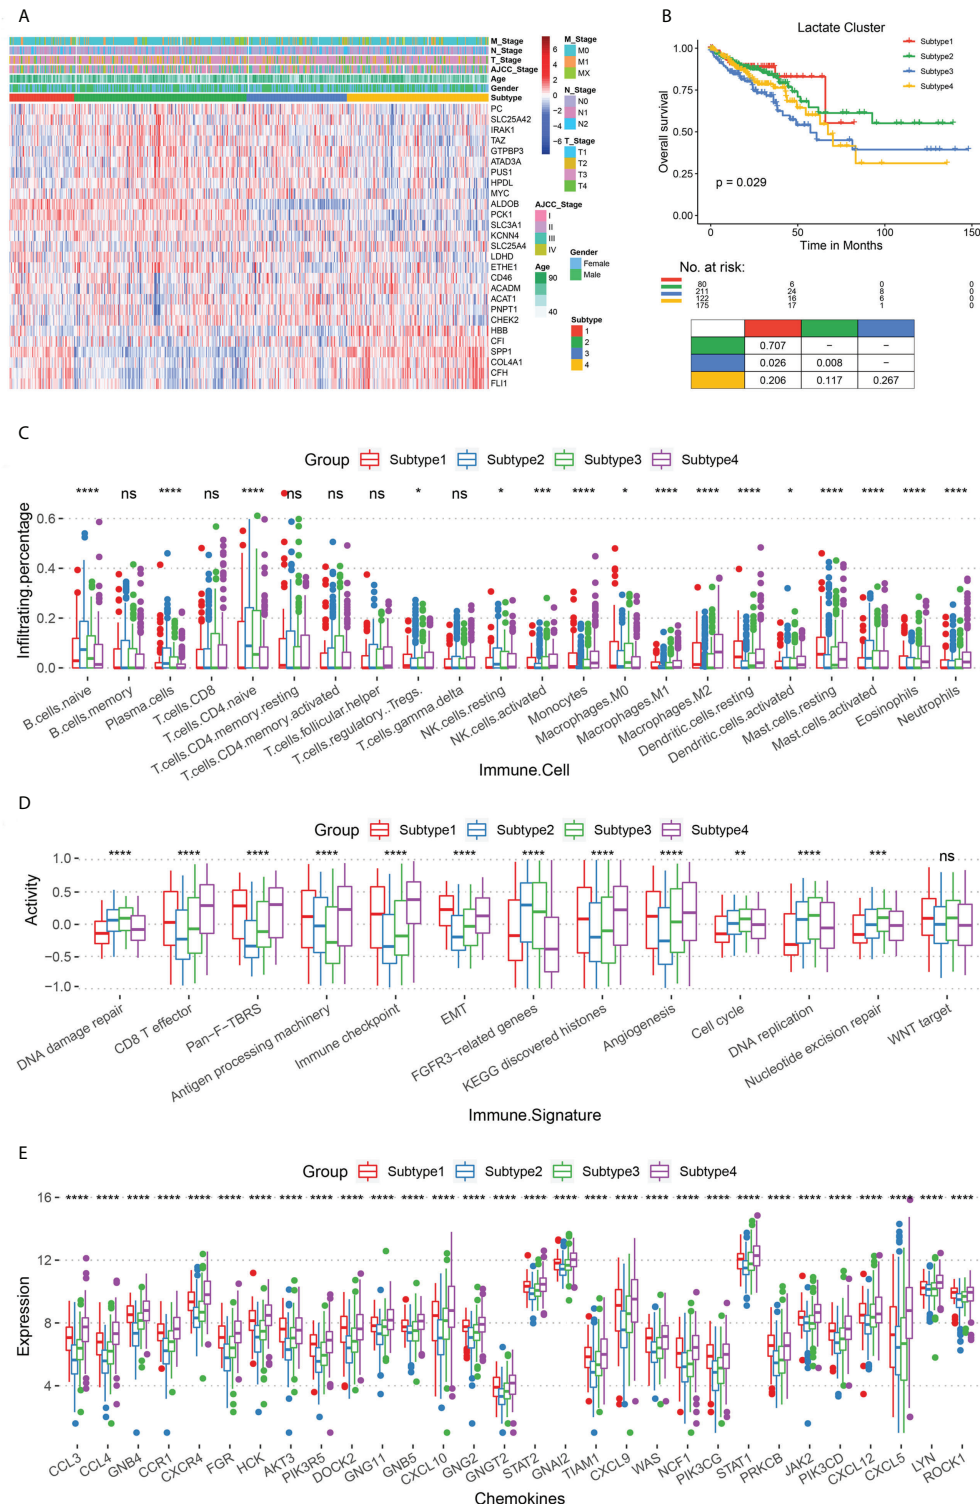 A
M_Stage
N_Stage
T_Stage
AJCC_Stage
Age
Gender
Subtype
PC
SLC25A42
IRAK1
TAZ
GTPBP3
ATAD3A
PUS1
HPDL
MYC
ALDOB
PCK1
SLC3A1
KCNN4
SLC25A4
LDHD
ETHE1
CD46
ACADM
ACAT1
PNPT1
CHEK2
HBB
CFI
SPP1
COL4A1
CFH
FLI1
6
4
2
0
−2
−4
−6
M_Stage
M0
M1
MX
N_Stage
N0
N1
N2
T_Stage
T1
T2
T3
T4
AJCC_Stage
I
II
III
IV
Age
90
40
Gender
Female
Male
Subtype
1
2
3
4
B
Lactate Cluster
Overall survival
1.00
0.75
0.50
0.25
0.00
p = 0.029
Subtype1
Subtype2
Subtype3
Subtype4
0 50 100 150
Time in Months
No. at risk:
80 6 0 0
211 24 8 0
122 16 6 0
175 17 1 0
0.707 − −
0.026 0.008 −
0.206 0.117 0.267
C
Group Subtype1 Subtype2 Subtype3 Subtype4
**** ns **** ns **** ns ns ns * ns * *** **** * **** **** **** * **** **** **** ****
Infiltrating.percentage
0.6
0.4
0.2
0.0
B.cells.naive
B.cells.memory
Plasma.cells
T.cells.CD8
T.cells.CD4.naive
T.cells.CD4.memory.resting
T.cells.CD4.memory.activated
T.cells.follicular.helper
T.cells.regulatory..Tregs.
T.cells.gamma.delta
NK.cells.resting
NK.cells.activated
Monocytes
Macrophages.M0
Macrophages.M1
Macrophages.M2
Dendritic.cells.resting
Dendritic.cells.activated
Mast.cells.resting
Mast.cells.activated
Eosinophils
Neutrophils
Immune.Cell
D
Group Subtype1 Subtype2 Subtype3 Subtype4
**** **** **** **** **** **** **** **** **** ** **** *** ns
Activity
1.0
0.5
0.0
−0.5
−1.0
DNA damage repair
CD8 T effector
Pan−F−TBRS
Antigen processing machinery
Immune checkpoint
EMT
FGFR3−related genees
KEGG discovered histones
Angiogenesis
Cell cycle
DNA replication
Nucleotide excision repair
WNT target
Immune.Signature
E
Group Subtype1 Subtype2 Subtype3 Subtype4
**** **** **** **** **** **** **** **** **** **** **** **** **** **** **** **** **** **** **** **** **** **** **** **** **** **** **** **** **** ****
Expression
16
12
8
4
CCL3
CCL4
GNB4
CCR1
CXCR4
FGR
HCK
AKT3
PIK3R5
DOCK2
GNG11
GNB5
CXCL10
GNG2
GNGT2
STAT2
GNAI2
TIAM1
CXCL9
WAS
NCF1
PIK3CG
STAT1
PRKCB
JAK2
PIK3CD
CXCL12
CXCL5
LYN
ROCK1
Chemokines